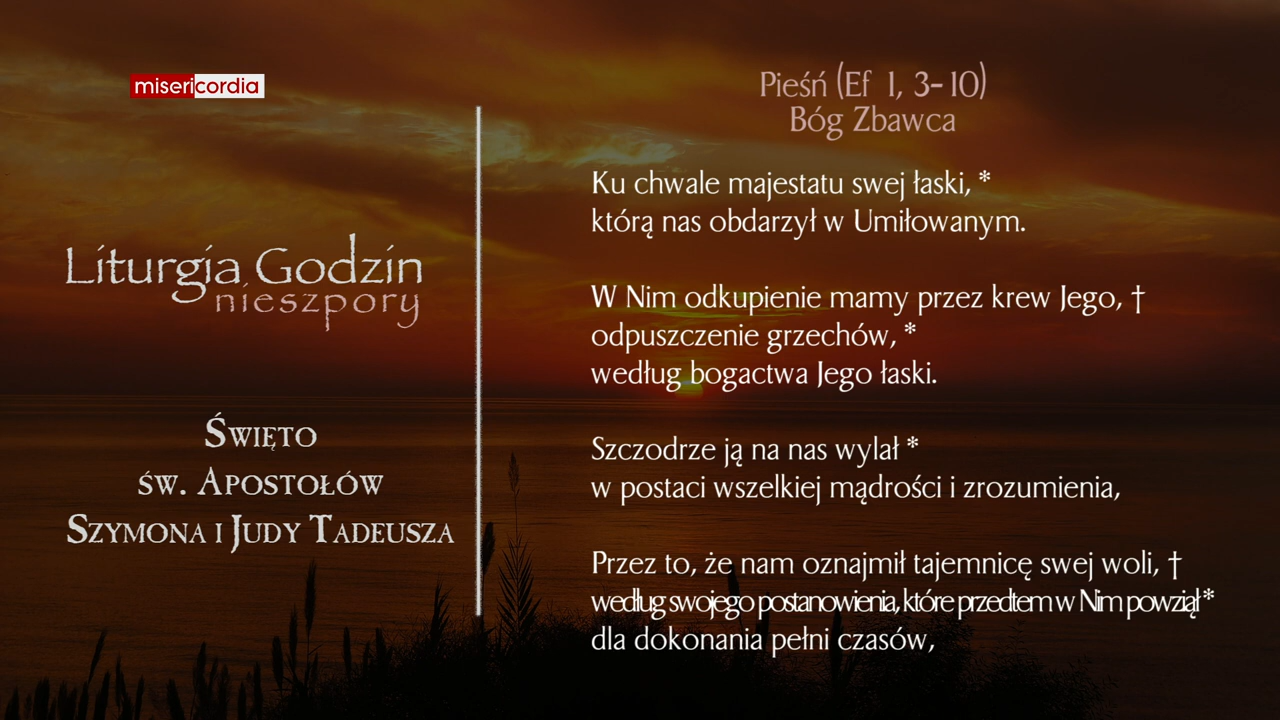 misericordia
Liturgia Godzin
nieszpory
Święto
św. Apostołów
Szymona i Judy Tadeusza
Pieśń (Ef 1, 3-10)
Bóg Zbawca
Ku chwale majestatu swej łaski, *
którą nas obdarzył w Umiłowanym.
W Nim odkupienie mamy przez krew Jego, †
odpuszczenie grzechów, *
według bogactwa Jego łaski.
Szczodrze ją na nas wylał *
w postaci wszelkiej mądrości i zrozumienia,
Przez to, że nam oznajmił tajemnicę swej woli, †
według swojego postanowienia, które przedtem w Nim powziął *
dla dokonania pełni czasów,